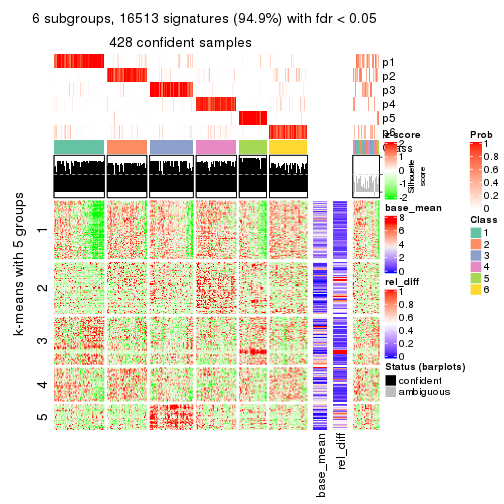 6 subgroups, 16513 signatures (94.9%) with fdr < 0.05
428 confident samples
p1
p2
p3
p4
p5
p6
z-score
2
1
0
-1
-2
Class
Silhouette
score
Prob
1
0.8
0.6
0.4
0.2
0
base_mean
8
6
4
2
0
Class
1
2
3
4
5
6
rel_diff
1
0.8
0.6
0.4
0.2
0
Status (barplots)
confident
ambiguous
k-means with 5 groups
1
2
3
4
5
base_mean
rel_diff